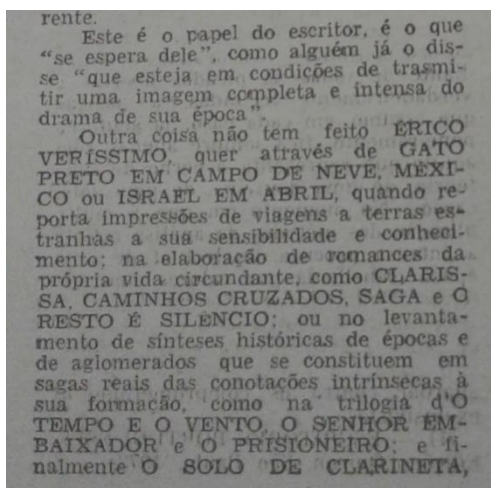 rente.
Este é o papel do escritor, é o que
"se espera dele", como alguém já o dis-
se "que esteja em condições de trasmi-
tir uma imagem completa e intensa do
drama de sua época".
Outra coisa não tem feito ÉRICO
VERÍSSIMO, quer através de GATO
PRETO EM CAMPO DE NEVE, MÉXI-
CO ou ISRAEL EM ABRIL, quando re-
porta impressões de viagens a terras es-
tranhas a sua sensibilidade e conheci-
mento; na elaboração de romances da
própria vida circundante, como CLARIS-
SA, CAMINHOS CRUZADOS, SAGA e O
RESTO É SILÊNCIO; ou no levanta-
mento de sínteses históricas de épocas e
de aglomerados que se constituem em
sagas reais das conotações intrínsecas à
sua formação, como na trilogia d'O
TEMPO E O VENTO, O SENHOR EM-
BAIXADOR e O PRISIONEIRO; e fi-
nalmente O SOLO DE CLARINETA,